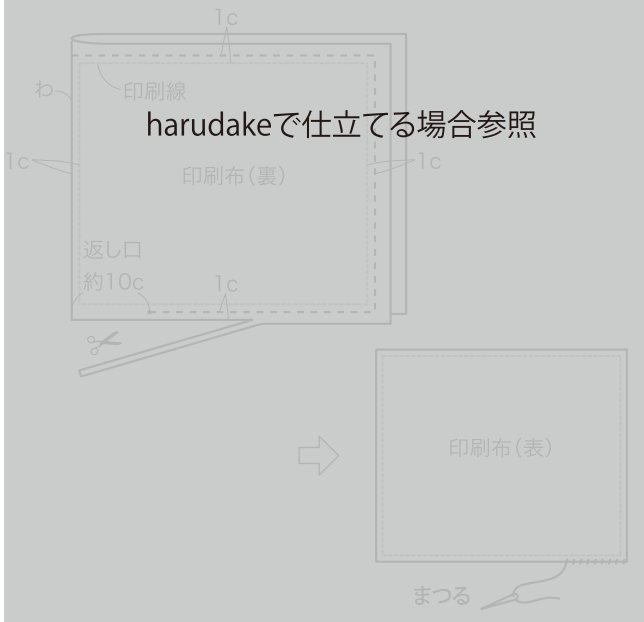 1c
わ
印刷線
harudakeで仕立てる場合参照
1c
1c
印刷布（裏）
返し口
約10c
1c
印刷布（表）
まつる